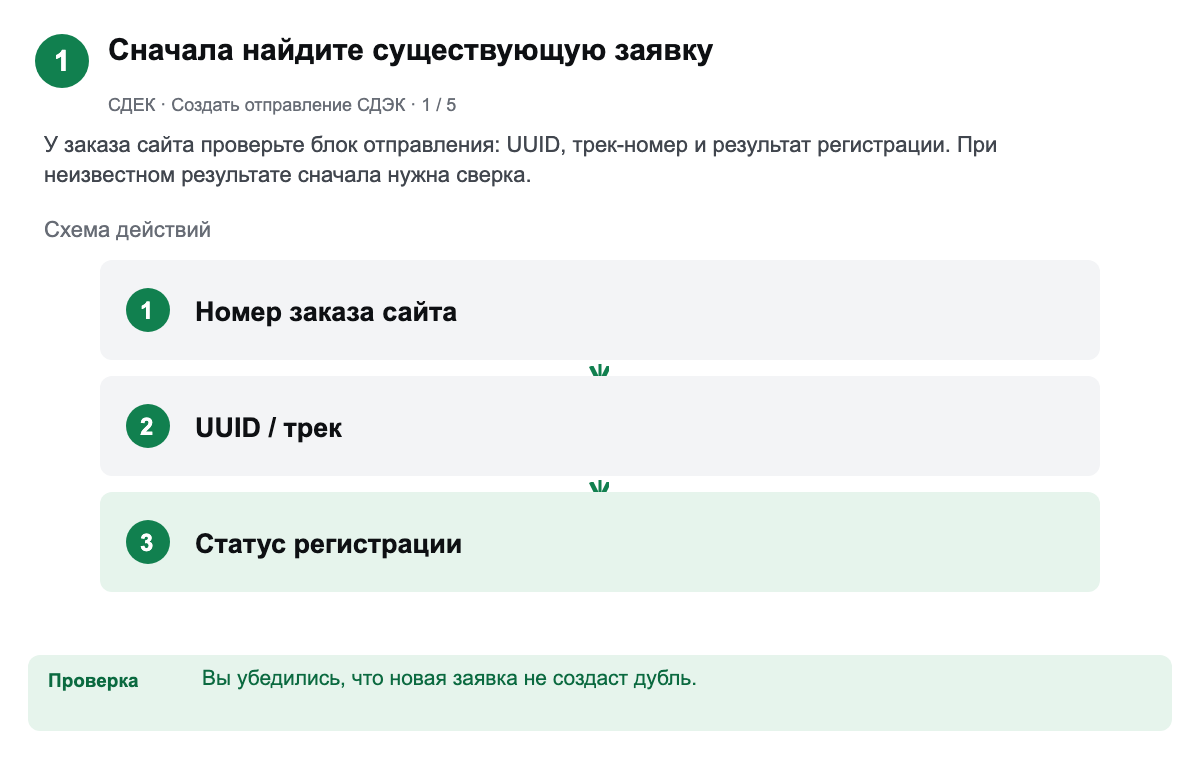 1
Сначала найдите существующую заявку
СДЕК · Создать отправление СДЭК · 1 / 5
У заказа сайта проверьте блок отправления: UUID, трек-номер и результат регистрации. При
неизвестном результате сначала нужна сверка.
Схема действий
1 Номер заказа сайта
2 UUID / трек
3 Статус регистрации
Проверка Вы убедились, что новая заявка не создаст дубль.